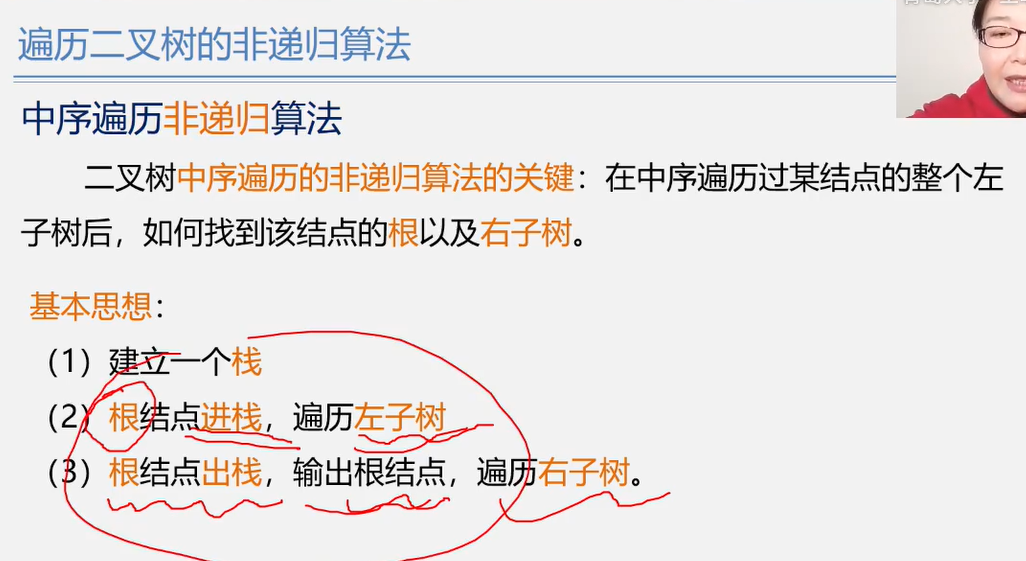 遍历二叉树的非递归算法
中序遍历非递归算法
二叉树中序遍历的非递归算法的关键：在中序遍历过某结点的整个左
子树后，如何找到该结点的根以及右子树。
基本思想：
（1）建立一个栈
（2）根结点进栈，遍历左子树
（3）根结点出栈，输出根结点，遍历右子树。